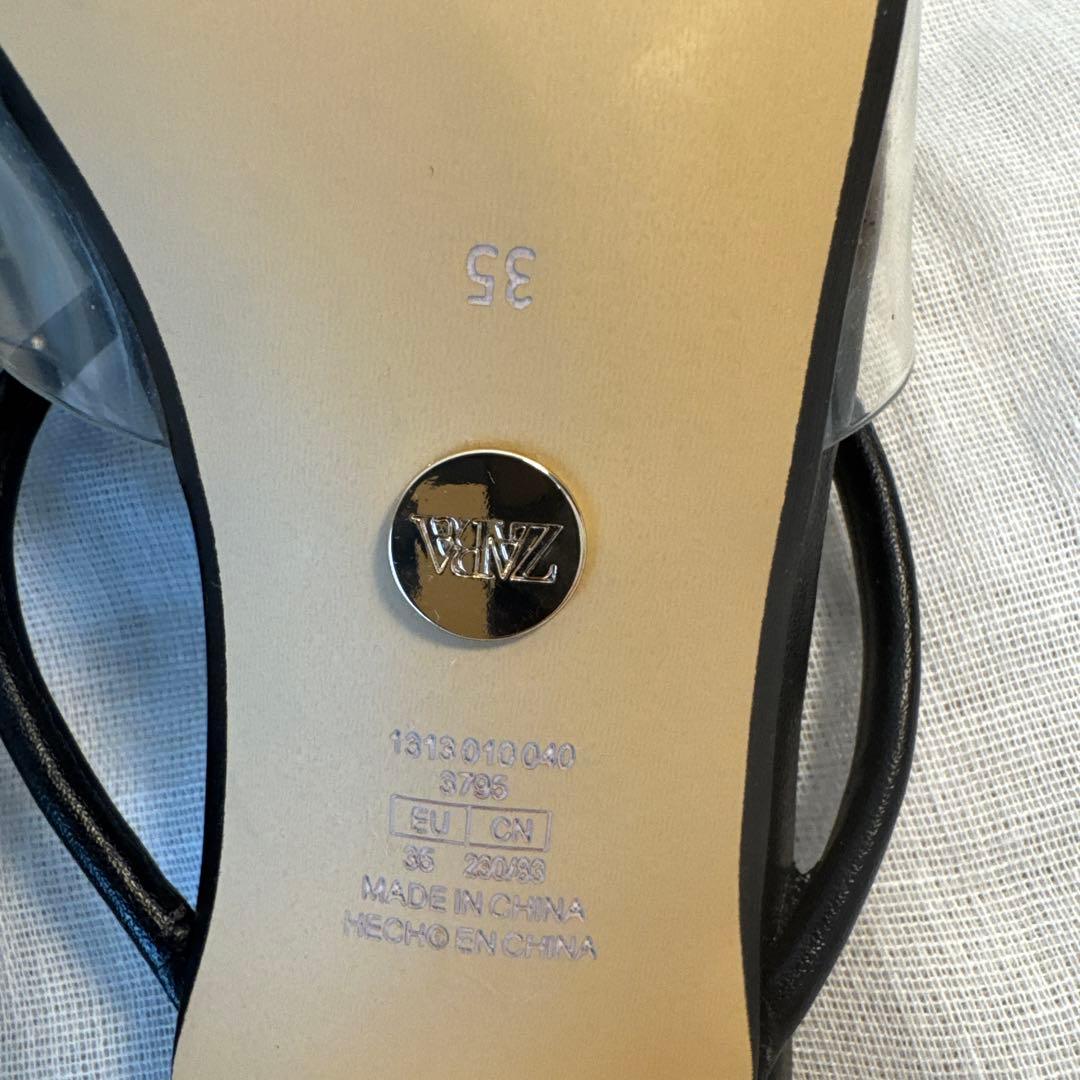 35
ZARA
1313 010 040
3795
EU CN
35 230/83
MADE IN CHINA
HECHO EN CHINA